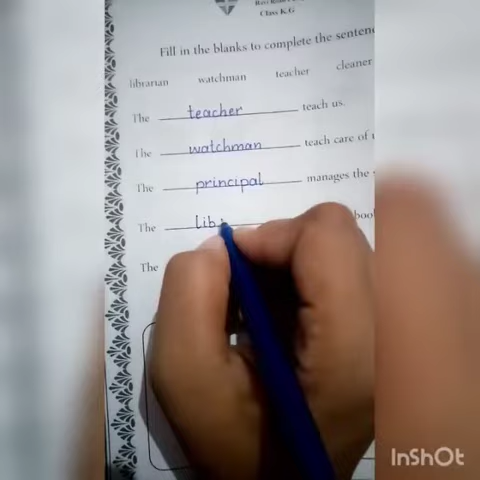 Class K.G
Fill in the blanks to complete the
librarian watchman teacher cleaner
The teacher teach us.
The watchman teach care of
The principal manages the
The lib
The
InShOt